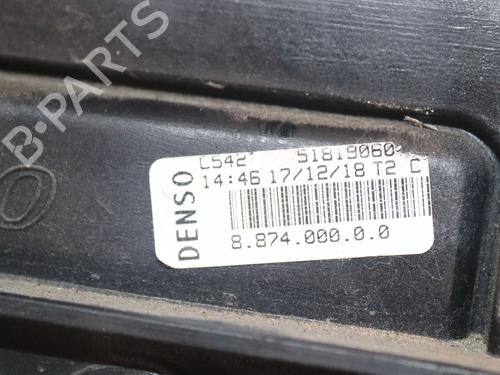 B-PARTS
DENSO
C542 51819060
14:46 17/12/18 T2 C
8.874.000.0.0